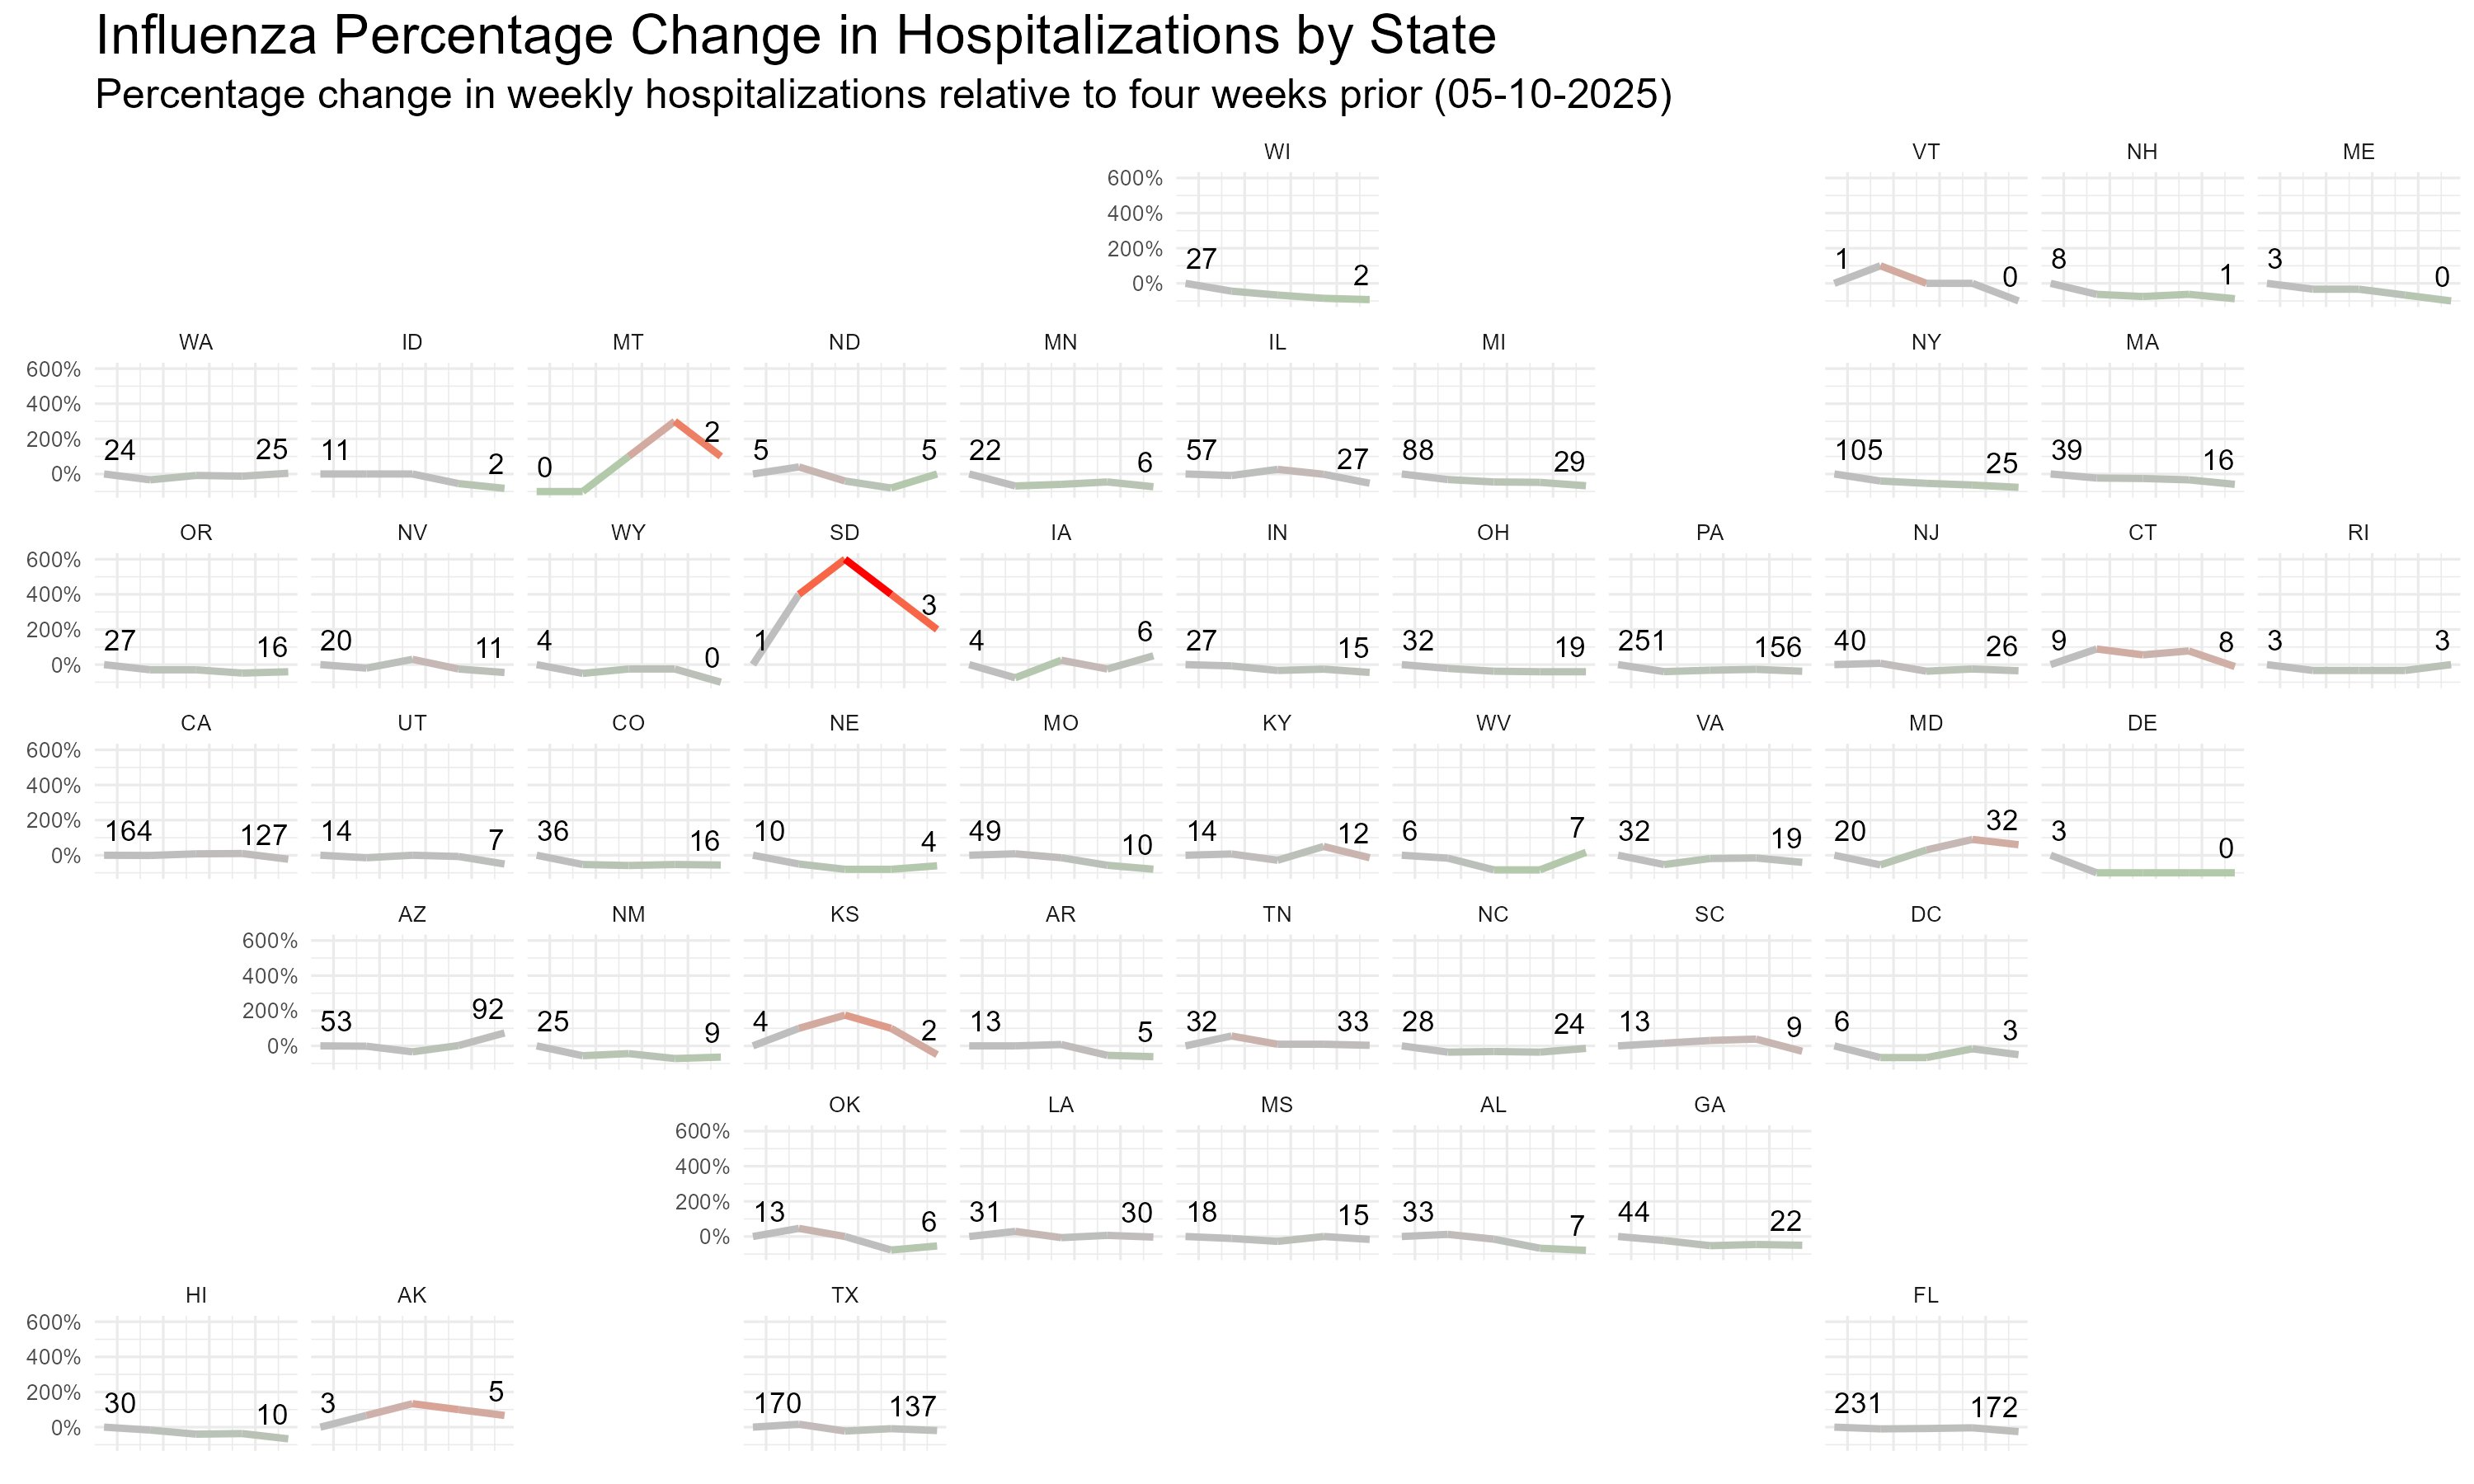 Influenza Percentage Change in Hospitalizations by State
Percentage change in weekly hospitalizations relative to four weeks prior (05-10-2025)
WI VT NH ME
600%
400%
200%
0%
27 2 1 0 8 1 3 0
WA ID MT ND MN IL MI NY MA
600%
400%
200%
0%
24 25 11 2 0 2 5 5 22 6 57 27 88 29 105 25 39 16
OR NV WY SD IA IN OH PA NJ CT RI
600%
400%
200%
0%
27 16 20 11 4 0 1 3 4 6 27 15 32 19 251 156 40 26 9 8 3 3
CA UT CO NE MO KY WV VA MD DE
600%
400%
200%
0%
164 127 14 7 36 16 10 4 49 10 14 12 6 7 32 19 20 32 3 0
AZ NM KS AR TN NC SC DC
600%
400%
200%
0%
53 92 25 9 4 2 13 5 32 33 28 24 13 9 6 3
OK LA MS AL GA
600%
400%
200%
0%
13 6 31 30 18 15 33 7 44 22
HI AK TX FL
600%
400%
200%
0%
30 10 3 5 170 137 231 172